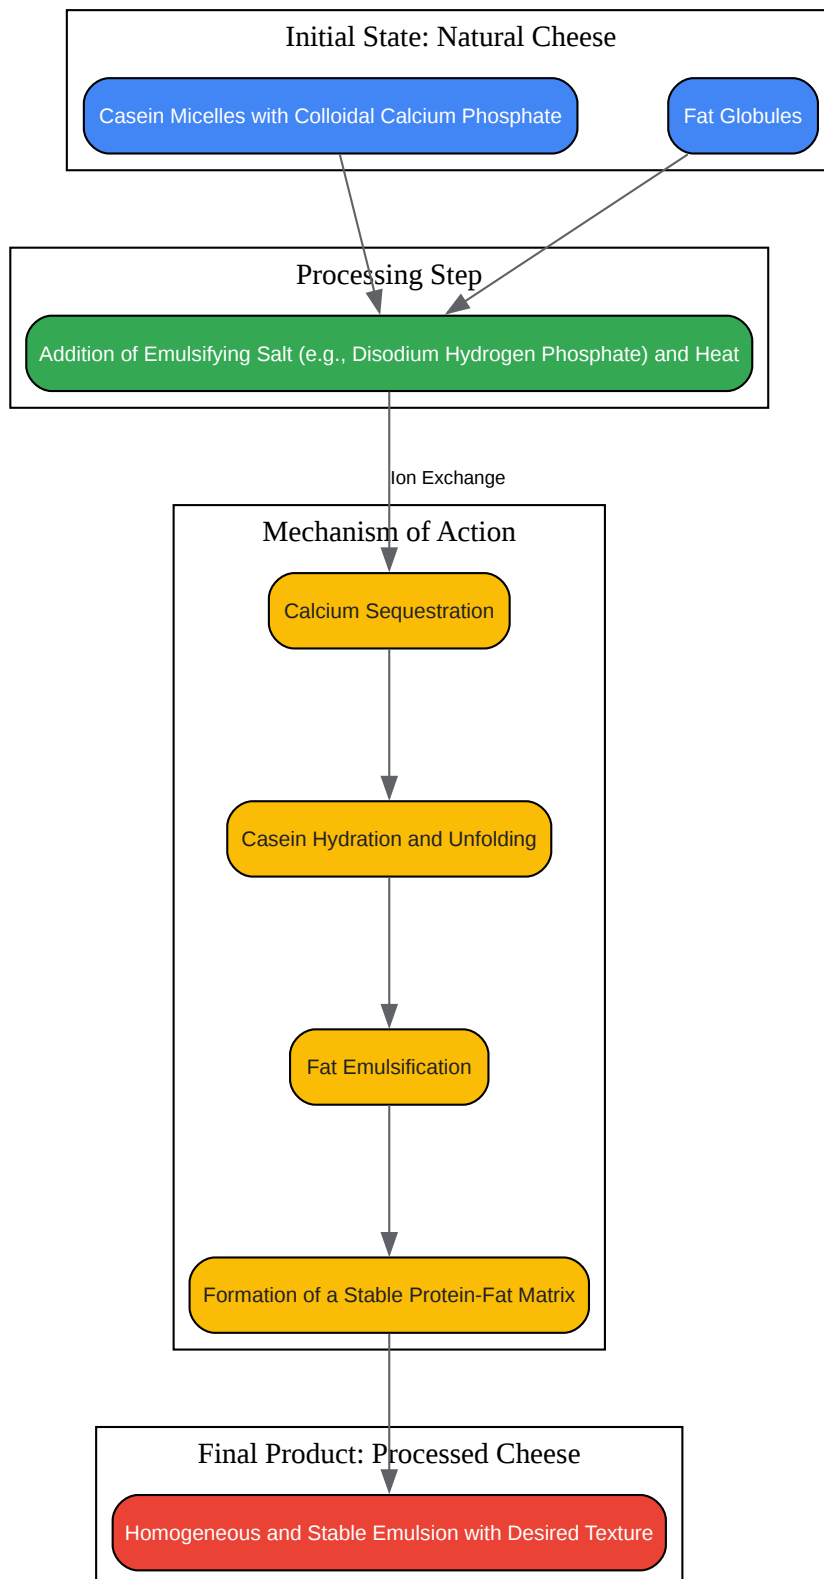 Initial State: Natural Cheese
Casein Micelles with Colloidal Calcium Phosphate
Fat Globules
Processing Step
Addition of Emulsifying Salt (e.g., Disodium Hydrogen Phosphate) and Heat
Ion Exchange
Mechanism of Action
Calcium Sequestration
Casein Hydration and Unfolding
Fat Emulsification
Formation of a Stable Protein-Fat Matrix
Final Product: Processed Cheese
Homogeneous and Stable Emulsion with Desired Texture